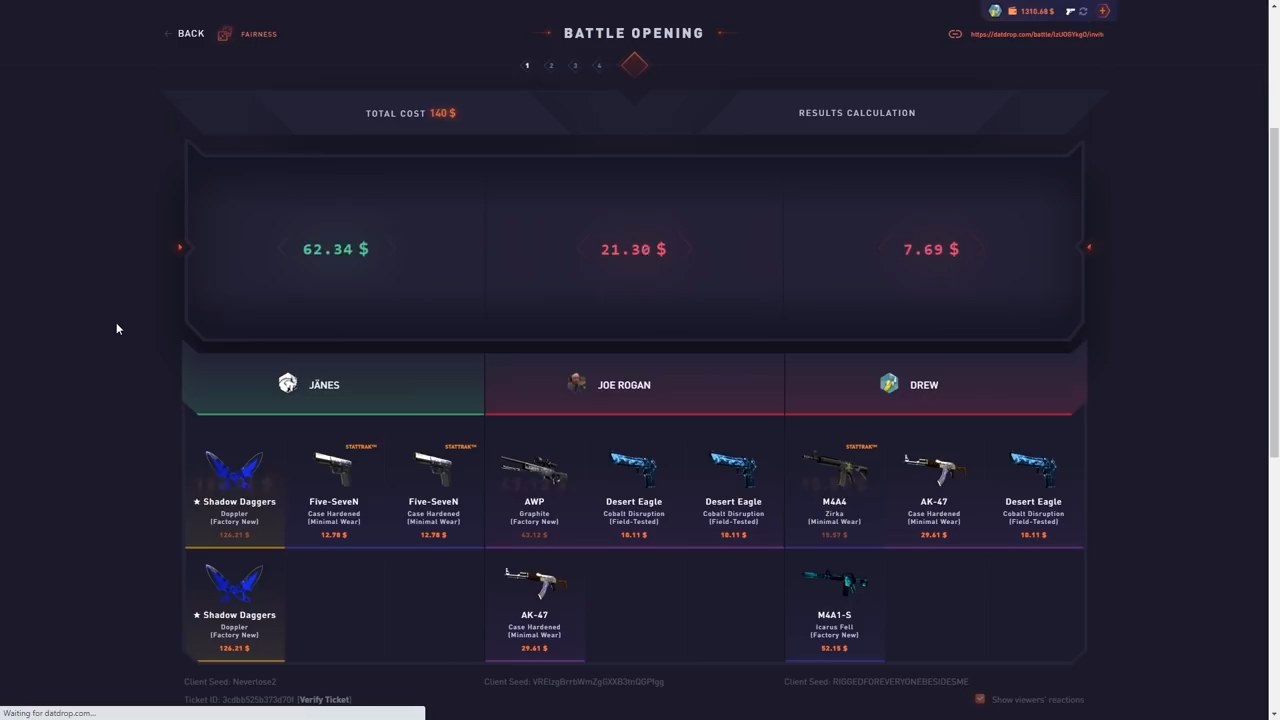 1310.68 $
BACK
FAIRNESS
BATTLE OPENING
https://datdrop.com/battle/IzU0GYkgO/invib
1
2
3
4
TOTAL COST 140 $
RESULTS CALCULATION
62.34 $
21.30 $
7.69 $
JÄNES
JOE ROGAN
DREW
★ Shadow Daggers
Doppler
(Factory New)
126.21 $
STATTRAK™
Five-SeveN
Case Hardened
(Minimal Wear)
12.78 $
STATTRAK™
Five-SeveN
Case Hardened
(Minimal Wear)
12.78 $
AWP
Graphite
(Factory New)
43.12 $
Desert Eagle
Cobalt Disruption
(Field-Tested)
10.11 $
Desert Eagle
Cobalt Disruption
(Field-Tested)
10.11 $
STATTRAK™
M4A4
Zirka
(Minimal Wear)
AK-47
Case Hardened
(Minimal Wear)
29.61 $
Desert Eagle
Cobalt Disruption
(Field-Tested)
10.11 $
★ Shadow Daggers
Doppler
(Factory New)
126.21 $
AK-47
Case Hardened
(Minimal Wear)
29.61 $
M4A1-S
Icarus Fell
(Factory New)
52.15 $
Client Seed: Neverlose2
Client Seed: VREIzgBrrbWmZgGXXB3tnQGPfgg
Client Seed: RIGGEDFOREVERYONEBESIDESME
Ticket ID: 3cdbb525b373d70f (Verify Ticket)
Show viewers' reactions
Waiting for datdrop.com...